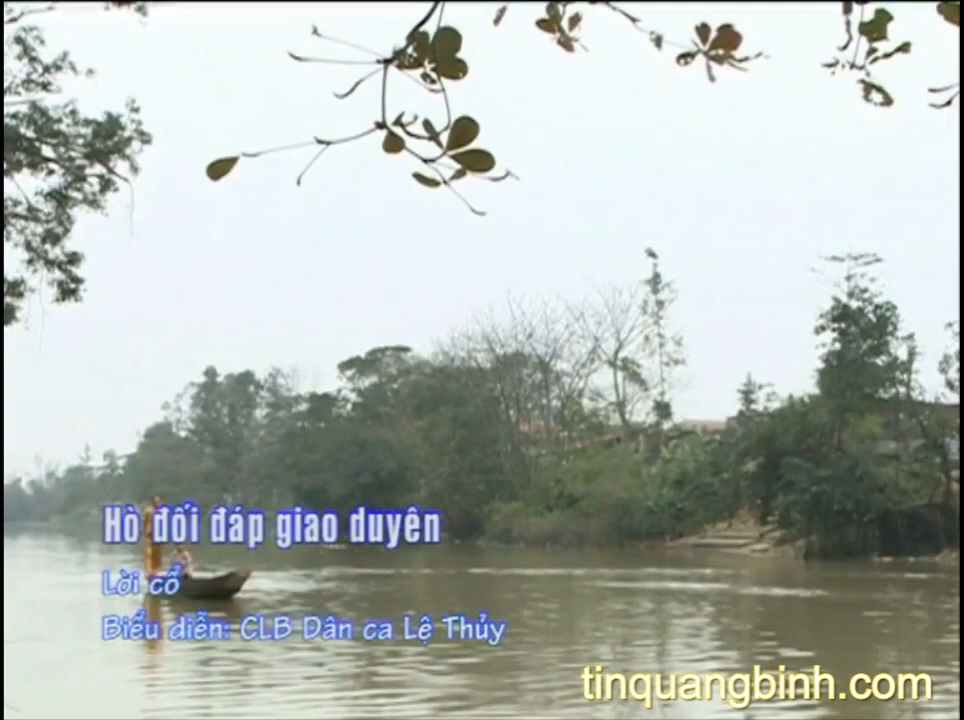 Hò đối đáp giao duyên
Lời cổ
Biểu diễn: CLB Dân ca Lệ Thủy
tinquangbinh.com